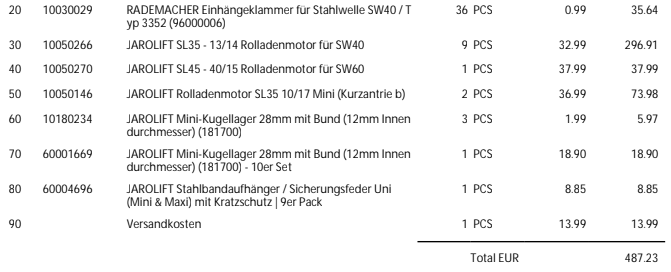 20 10030029 RADEMACHER Einhängeklammer für Stahlwelle SW40 / T 36 PCS 0.99 35.64
yp 3352 (96000006)
30 10050266 JAROLIFT SL35 - 13/14 Rolladenmotor für SW40 9 PCS 32.99 296.91
40 10050270 JAROLIFT SL45 - 40/15 Rolladenmotor für SW60 1 PCS 37.99 37.99
50 10050146 JAROLIFT Rolladenmotor SL35 10/17 Mini (Kurzantrie b) 2 PCS 36.99 73.98
60 10180234 JAROLIFT Mini-Kugellager 28mm mit Bund (12mm Innen 3 PCS 1.99 5.97
durchmesser) (181700)
70 60001669 JAROLIFT Mini-Kugellager 28mm mit Bund (12mm Innen 1 PCS 18.90 18.90
durchmesser) (181700) - 10er Set
80 60004696 JAROLIFT Stahlbandaufhänger / Sicherungsfeder Uni 1 PCS 8.85 8.85
(Mini & Maxi) mit Kratzschutz | 9er Pack
90 Versandkosten 1 PCS 13.99 13.99
Total EUR 487.23